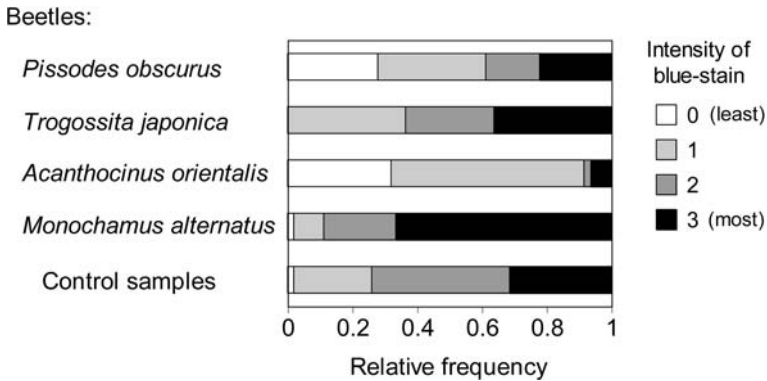 Beetles:
Pissodes obscurus
Trogossita japonica
Acanthocinus orientalis
Monochamus alternatus
Control samples
0 0.2 0.4 0.6 0.8 1
Relative frequency
Intensity of
blue-stain
0 (least)
1
2
3 (most)